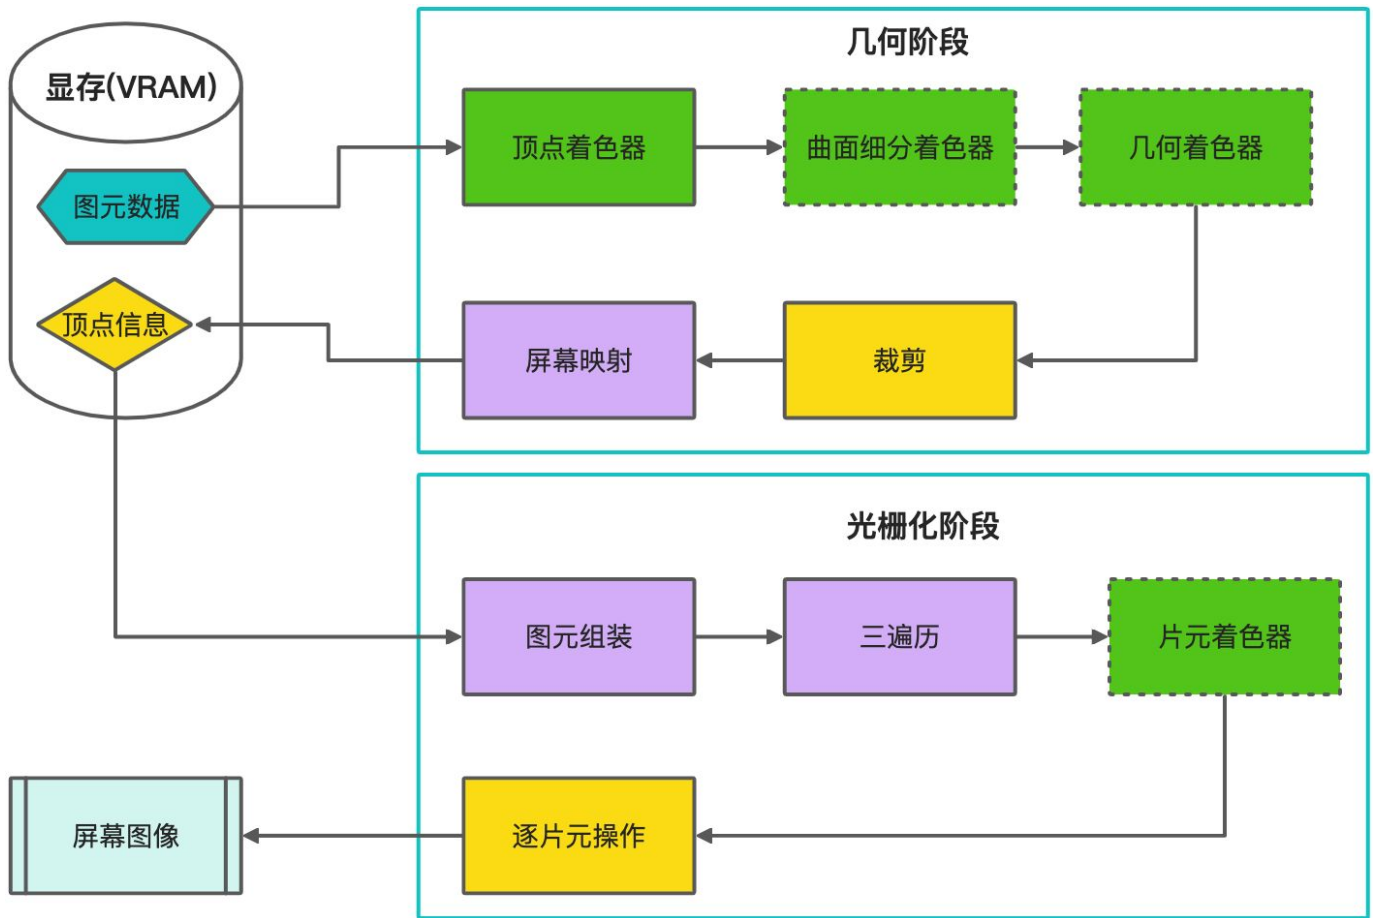 显存(VRAM)
图元数据
顶点信息
几何阶段
顶点着色器
曲面细分着色器
几何着色器
裁剪
屏幕映射
光栅化阶段
图元组装
三遍历
片元着色器
逐片元操作
屏幕图像